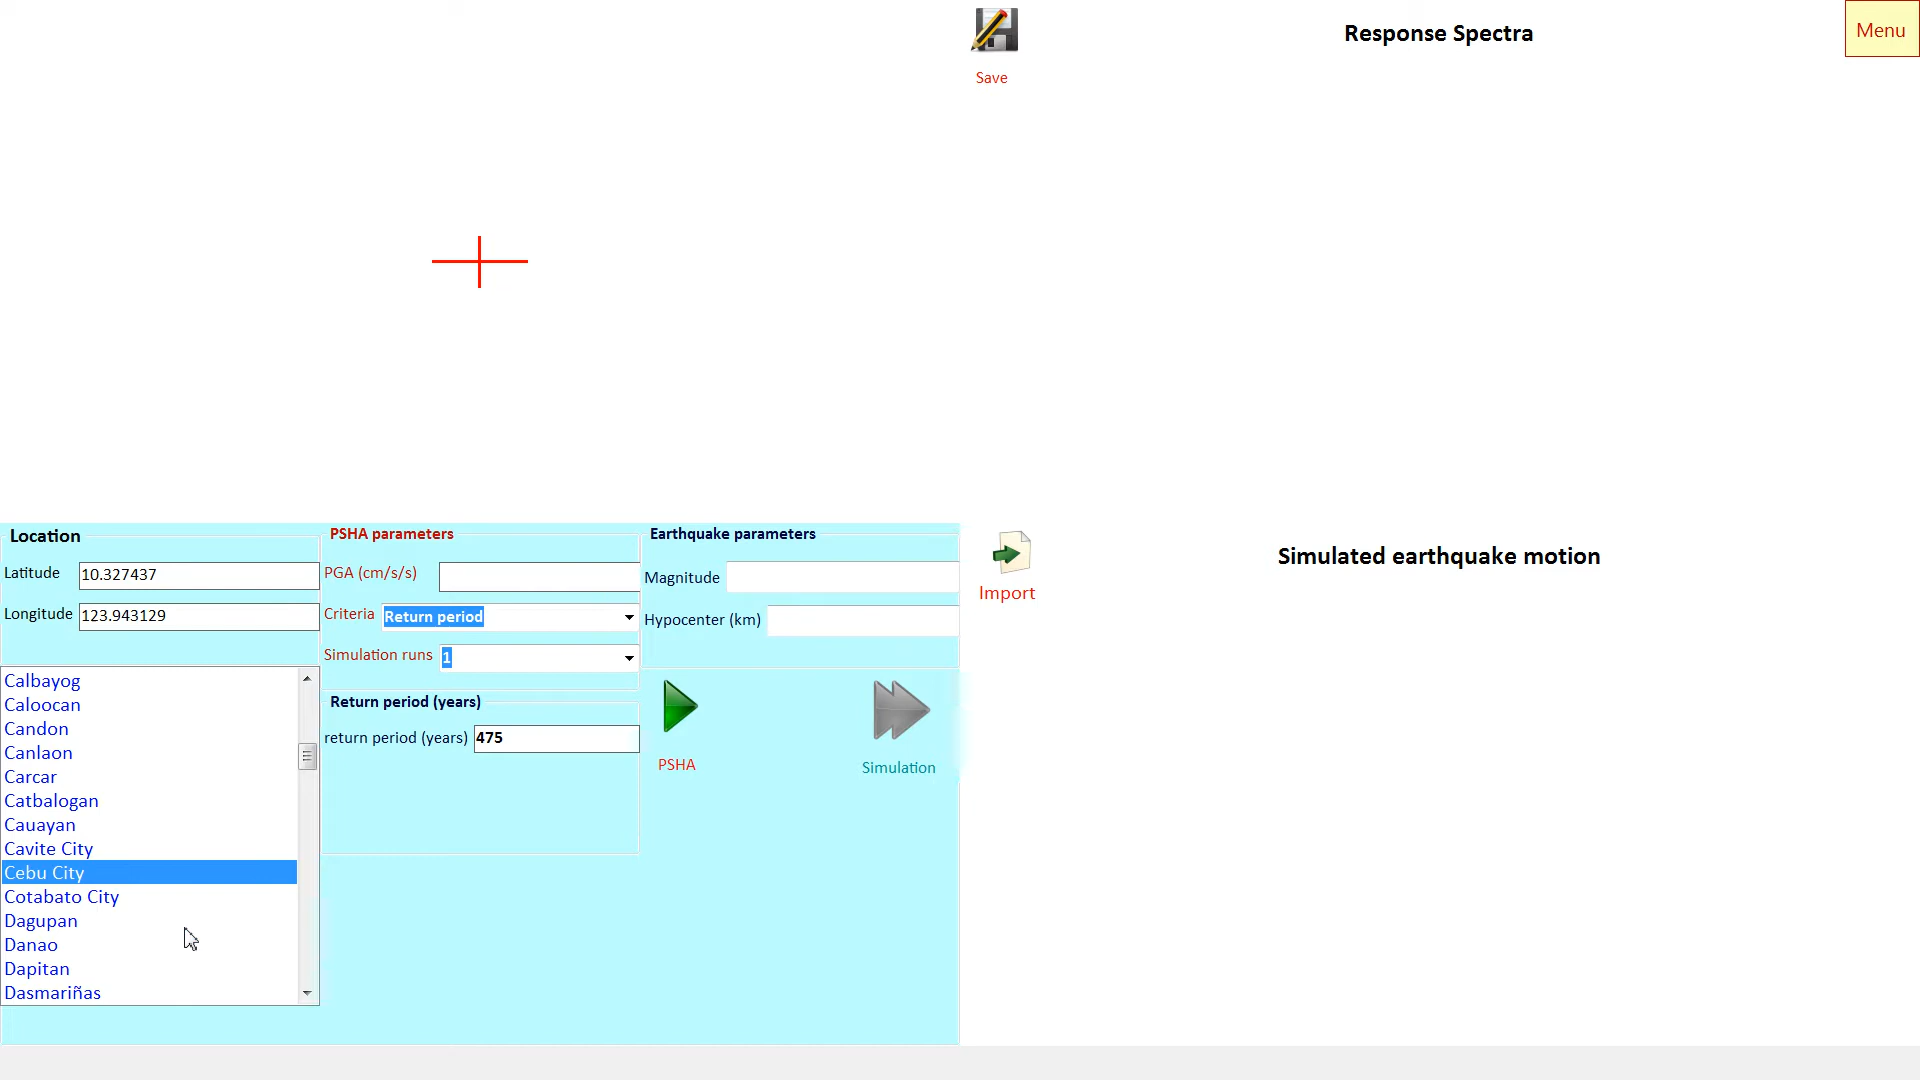 Save
Response Spectra
Menu
Location
Latitude 10.327437
Longitude 123.943129
Calbayog
Caloocan
Candon
Canlaon
Carcar
Catbalogan
Cauayan
Cavite City
Cebu City
Cotabato City
Dagupan
Danao
Dapitan
Dasmariñas
PSHA parameters
PGA (cm/s/s)
Criteria Return period
Simulation runs 1
Return period (years)
return period (years) 475
Earthquake parameters
Magnitude
Hypocenter (km)
PSHA
Simulation
Import
Simulated earthquake motion